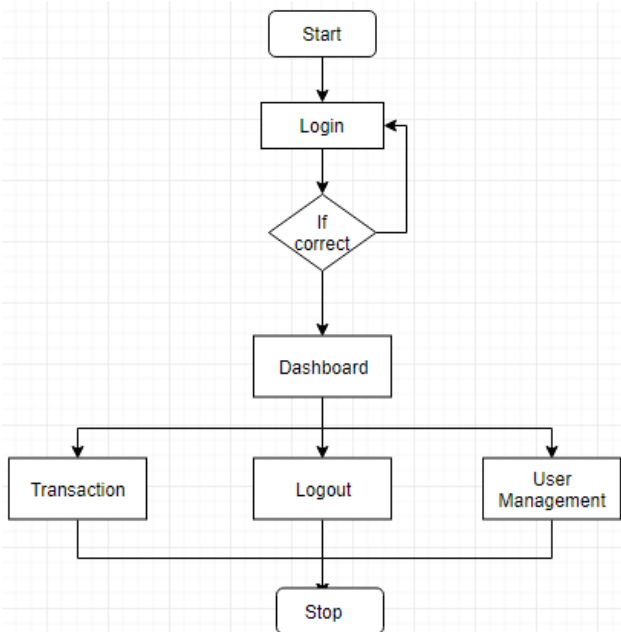 Start
Login
If
correct
Dashboard
Transaction
Logout
User
Management
Stop